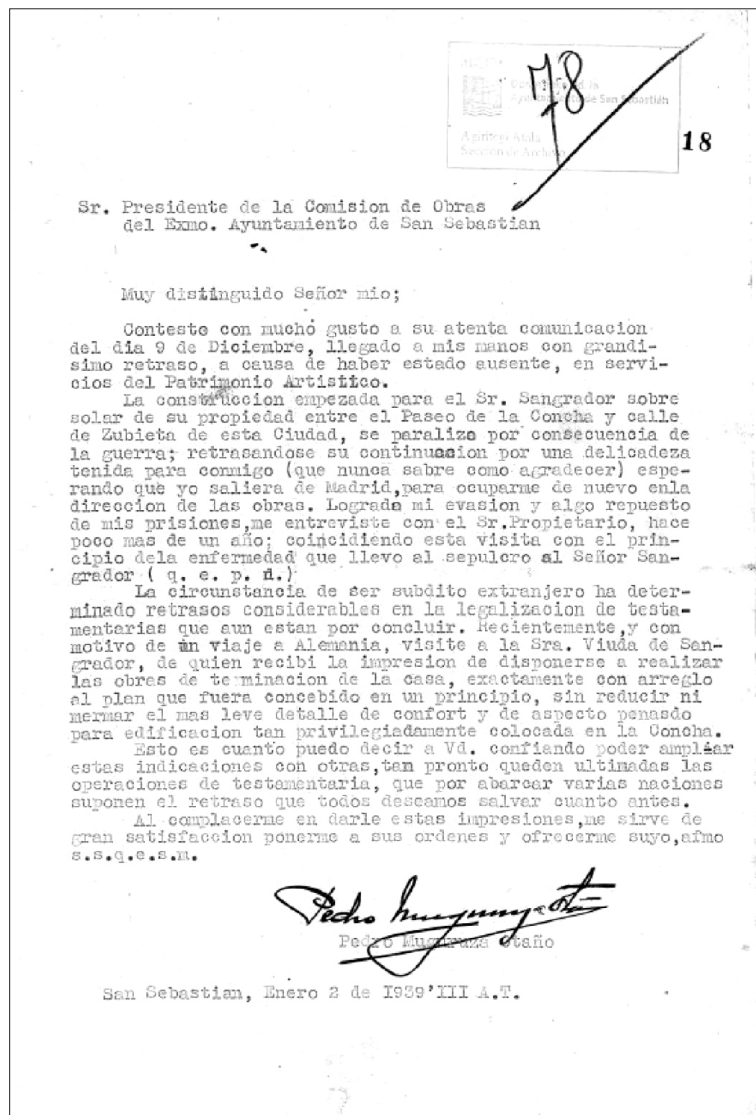 78
Ayuntamiento de San Sebastián
18
Sr. Presidente de la Comision de Obras
del Exmo. Ayuntamiento de San Sebastian
Muy distinguido Señor mio;
Contesto con mucho gusto a su atenta comunicacion
del dia 9 de Diciembre, llegado a mis manos con grandi-
simo retraso, a causa de haber estado ausente, en servi-
cios del Patrimonio Artistico.
La construccion empezada para el Sr. Sangrador sobre
solar de su propiedad entre el Paseo de la Concha y calle
de Zubieta de esta Ciudad, se paralizo por consecuencia de
la guerra; retrasandose su continuacion por una delicadeza
tenida para conmigo (que nunca sabre como agradecer) espe-
rando que yo saliera de Madrid,para ocuparme de nuevo enla
direccion de las obras. Lograda mi evasion y algo repuesto
de mis prisiones,me entreviste con el Sr.Propietario, hace
poco mas de un año; coincidiendo esta visita con el prin-
cipio dela enfermedad que llevo al sepulcro al Señor San-
grador ( q. e. p. d.)
La circunstancia de ser subdito extranjero ha deter-
minado retrasos considerables en la legalizacion de testa-
mentarias que aun estan por concluir. Recientemente,y con
motivo de un viaje a Alemania, visite a la Sra. Viuda de San-
grador, de quien recibi la impresion de disponerse a realizar
las obras de terminacion de la casa, exactamente con arreglo
al plan que fuera concebido en un principio, sin reducir ni
mermar el mas leve detalle de confort y de aspecto penasdo
para edificacion tan privilegiadamente colocada en la Concha.
Esto es cuanto puedo decir a Vd. confiando poder ampliar
estas indicaciones con otras,tan pronto queden ultimadas las
operaciones de testamentaria, que por abarcar varias naciones
suponen el retraso que todos deseamos salvar cuanto antes.
Al complacerme en darle estas impresiones,me sirve de
gran satisfaccion ponerme a sus ordenes y ofrecerme suyo,afmo
s.s.q.e.s.m.
Pedro Muguruza Otaño
Pedro Muguruza Otaño
San Sebastian, Enero 2 de I939'III A.T.